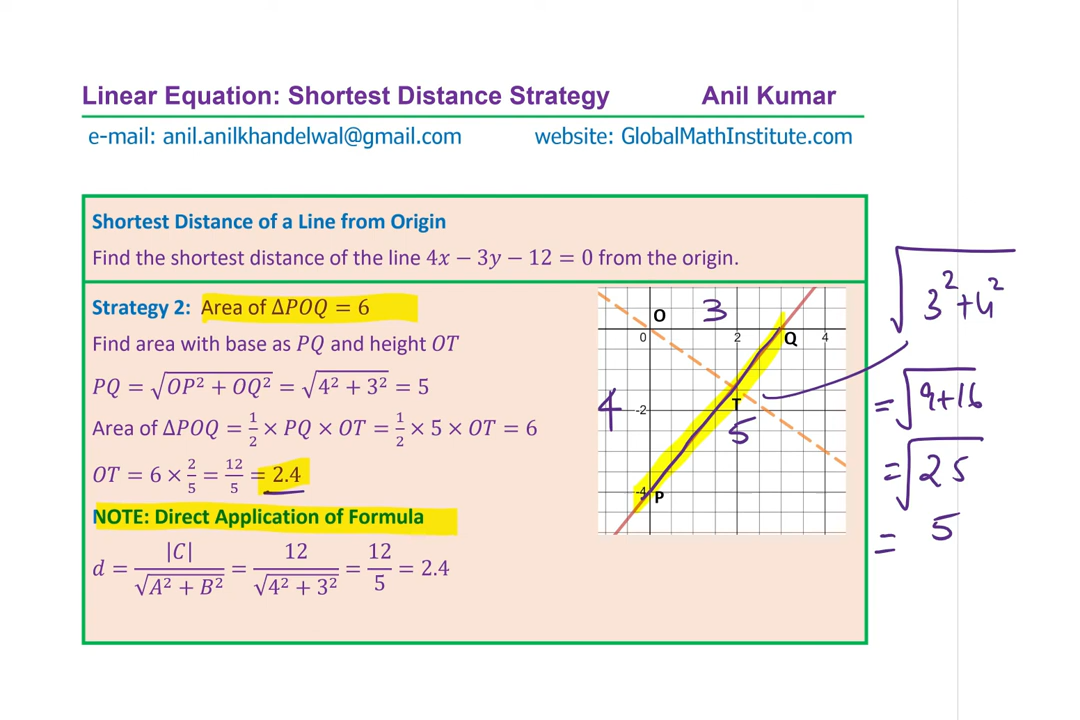 Linear Equation: Shortest Distance Strategy Anil Kumar
e-mail: anil.anilkhandelwal@gmail.com website: GlobalMathInstitute.com
Shortest Distance of a Line from Origin
Find the shortest distance of the line 4x − 3y − 12 = 0 from the origin.
Strategy 2: Area of ΔPOQ = 6
Find area with base as PQ and height OT
PQ = √(OP² + OQ²) = √(4² + 3²) = 5
Area of ΔPOQ = 1/2 × PQ × OT = 1/2 × 5 × OT = 6
OT = 6 × 2/5 = 12/5 = 2.4
NOTE: Direct Application of Formula
d = |C|/√(A² + B²) = 12/√(4² + 3²) = 12/5 = 2.4
O 3
0 2 Q 4
4 -2 T
5
-4 P
√(3² + 4²)
= √(9+16)
= √25
= 5